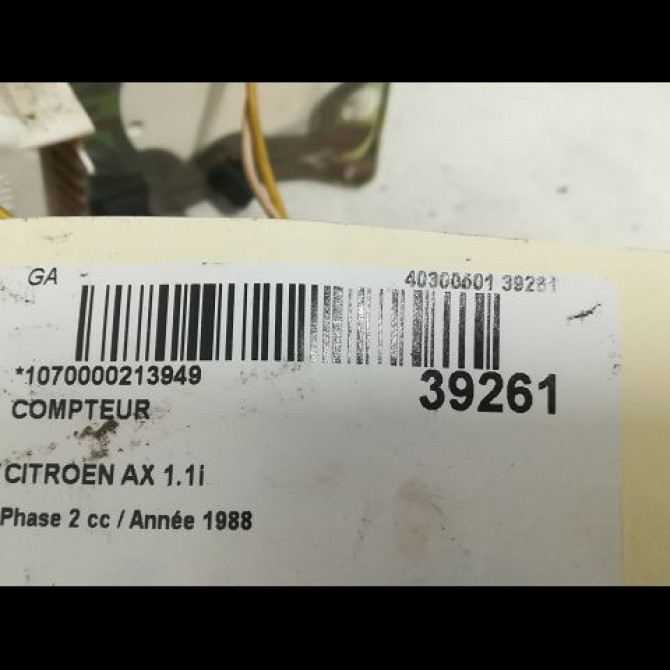 GA 40300601 39261
*1070000213949
39261
COMPTEUR
CITROEN AX 1.1i
Phase 2 cc / Année 1988